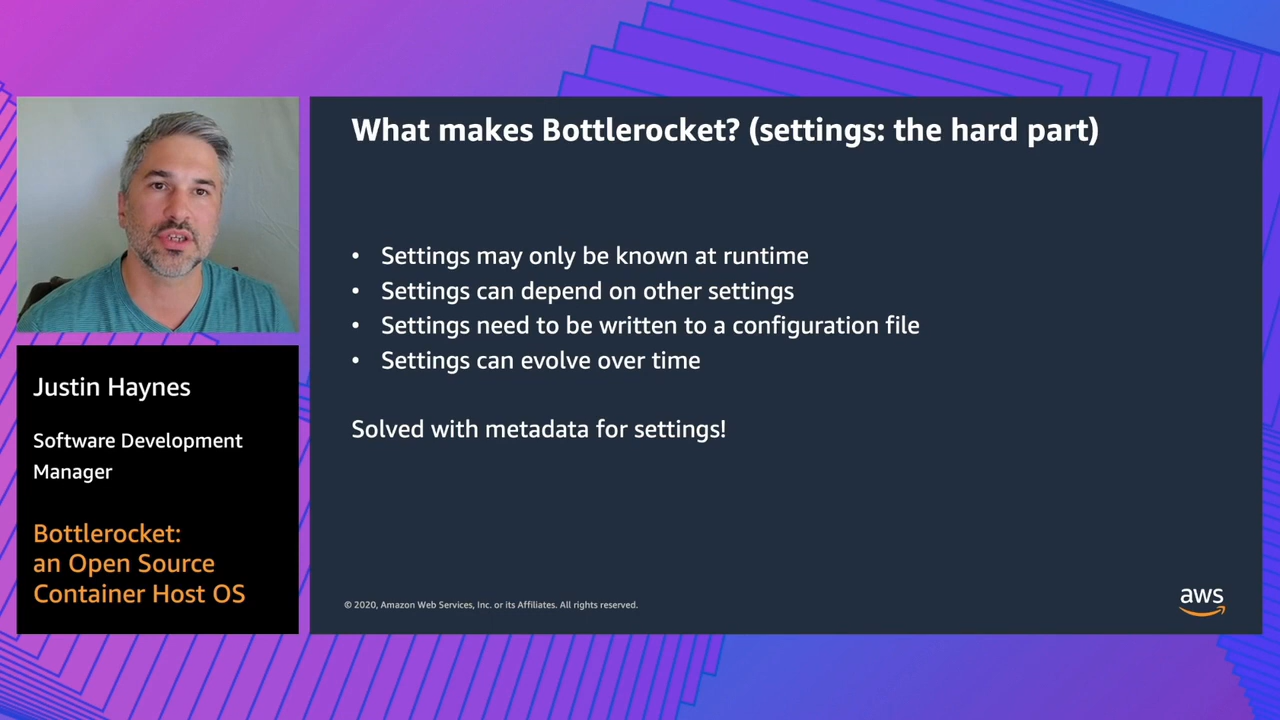 What makes Bottlerocket? (settings: the hard part)
• Settings may only be known at runtime
• Settings can depend on other settings
• Settings need to be written to a configuration file
• Settings can evolve over time
Solved with metadata for settings!
Justin Haynes
Software Development
Manager
Bottlerocket:
an Open Source
Container Host OS
© 2020, Amazon Web Services, Inc. or its Affiliates. All rights reserved.
aws